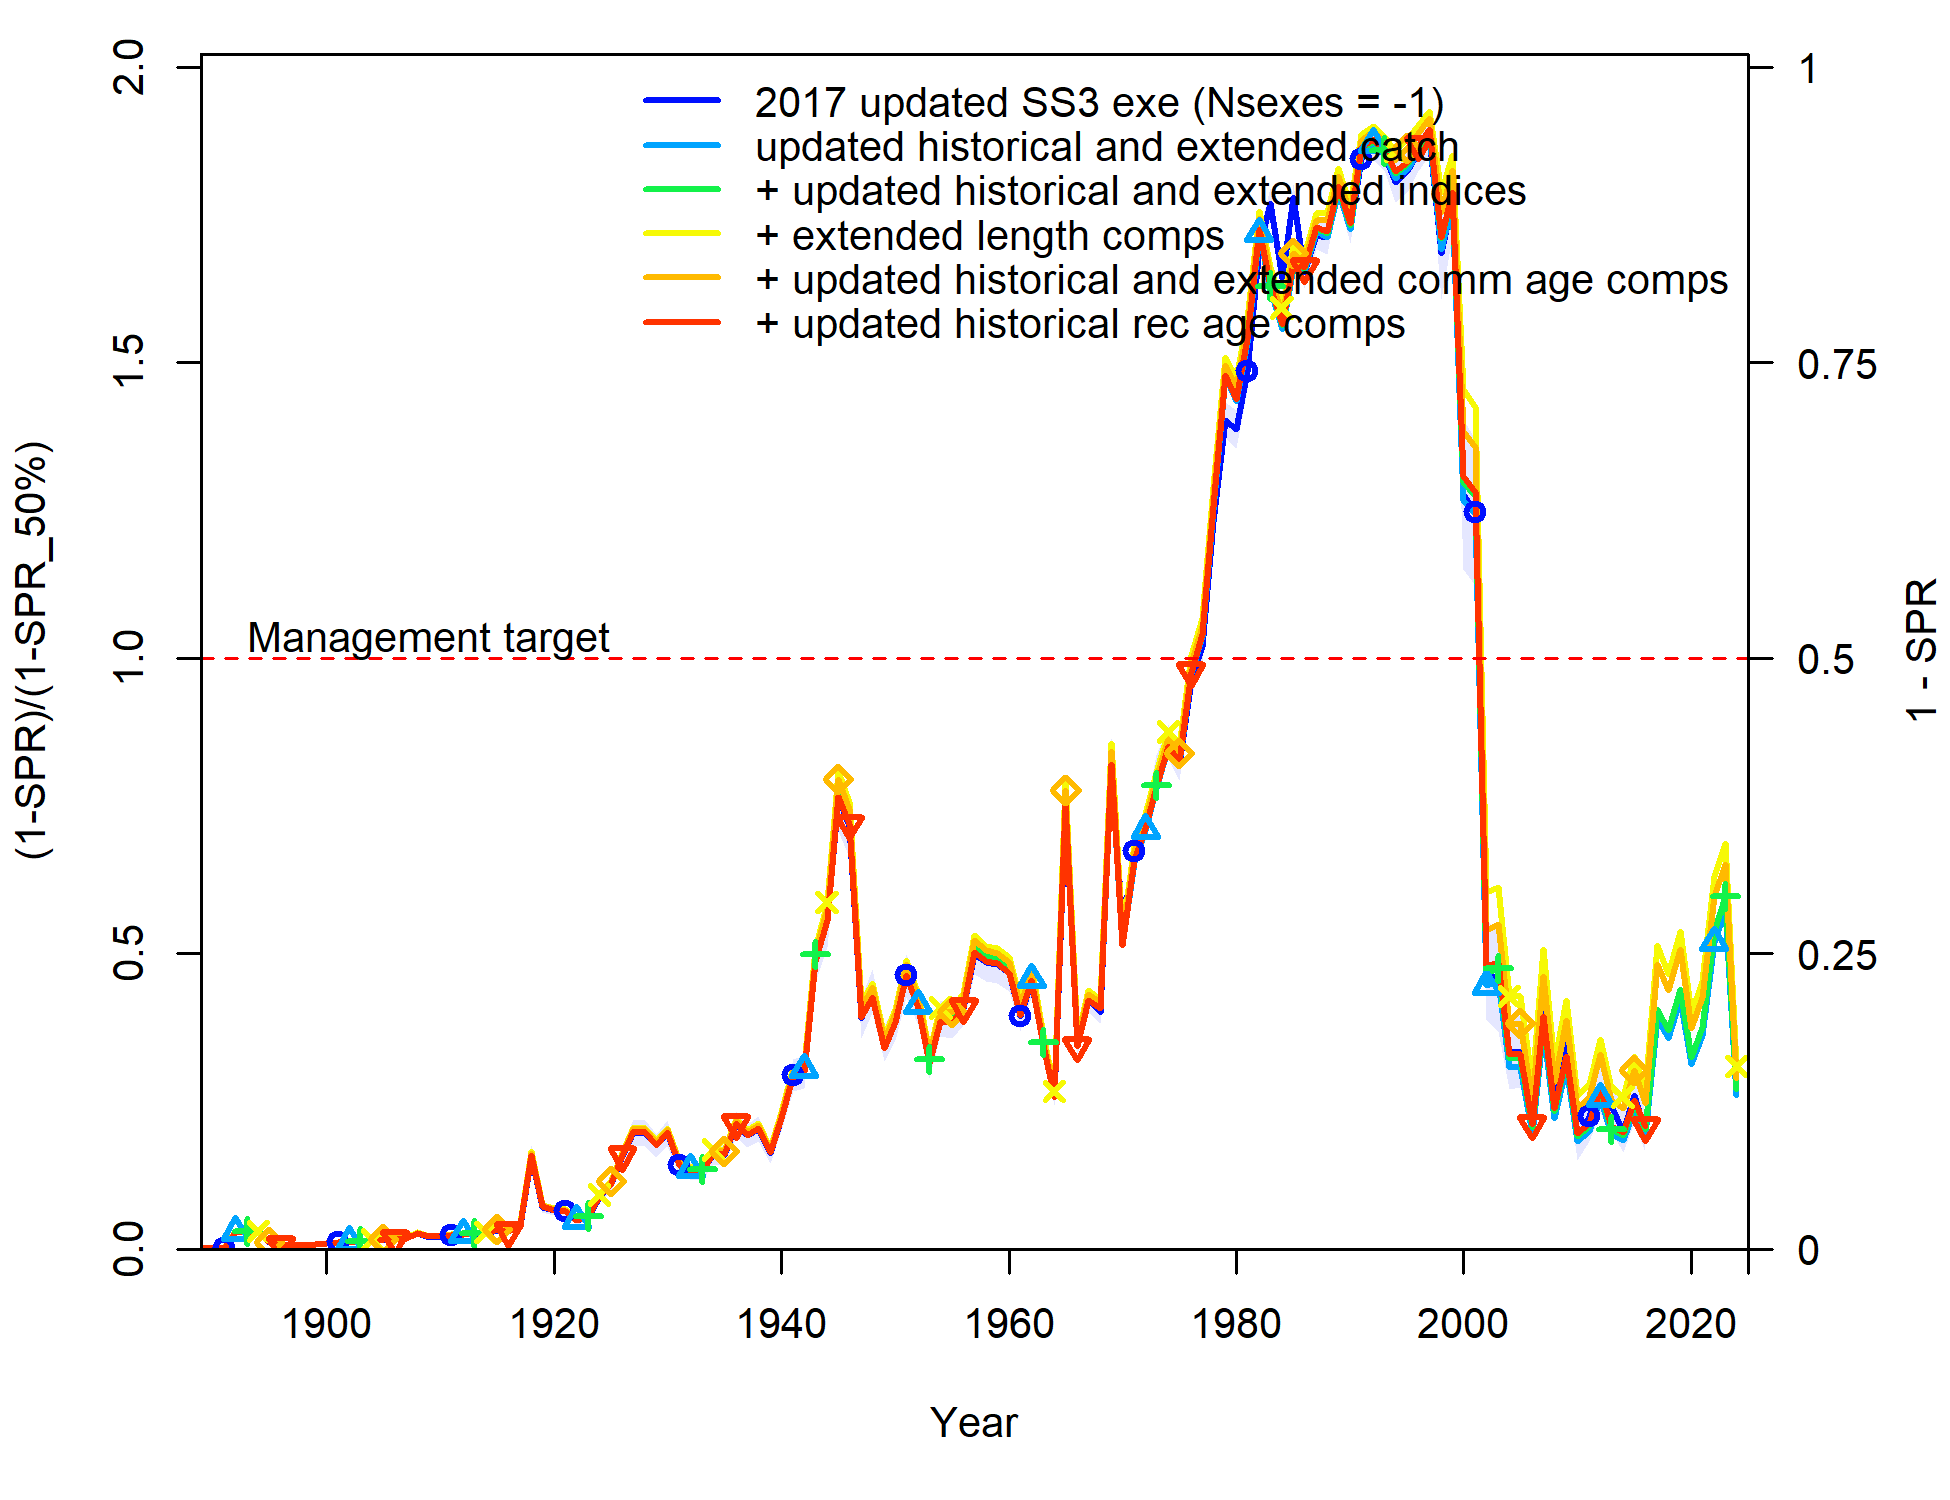 2017 updated SS3 exe (Nsexes = -1)
updated historical and extended catch
+ updated historical and extended indices
+ extended length comps
+ updated historical and extended comm age comps
+ updated historical rec age comps
Management target
(1-SPR)/(1-SPR_50%)
2.0
1.5
1.0
0.5
0.0
1
0.75
0.5
0.25
0
1 - SPR
1900 1920 1940 1960 1980 2000 2020
Year